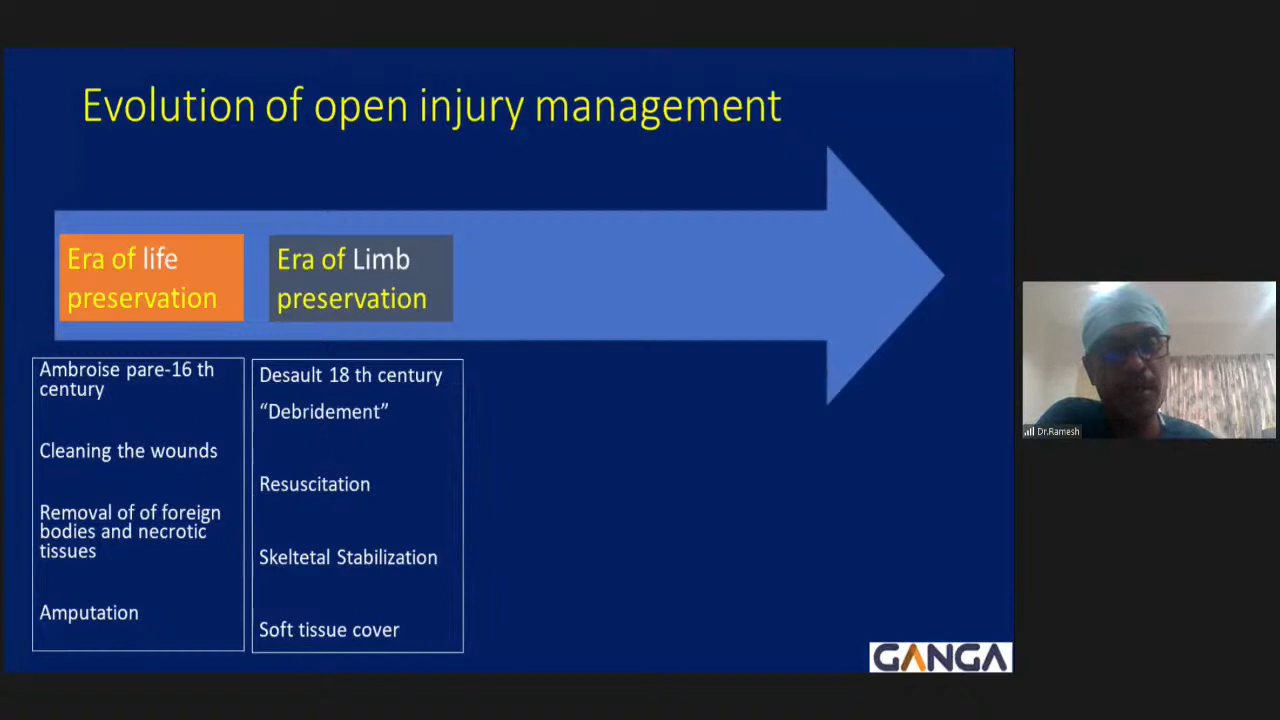 Evolution of open injury management
Era of life
preservation
Era of Limb
preservation
Ambroise pare-16 th
century
Cleaning the wounds
Removal of of foreign
bodies and necrotic
tissues
Amputation
Desault 18 th century
“Debridement”
Resuscitation
Skeltetal Stabilization
Soft tissue cover
GANGA
Dr.Ramesh